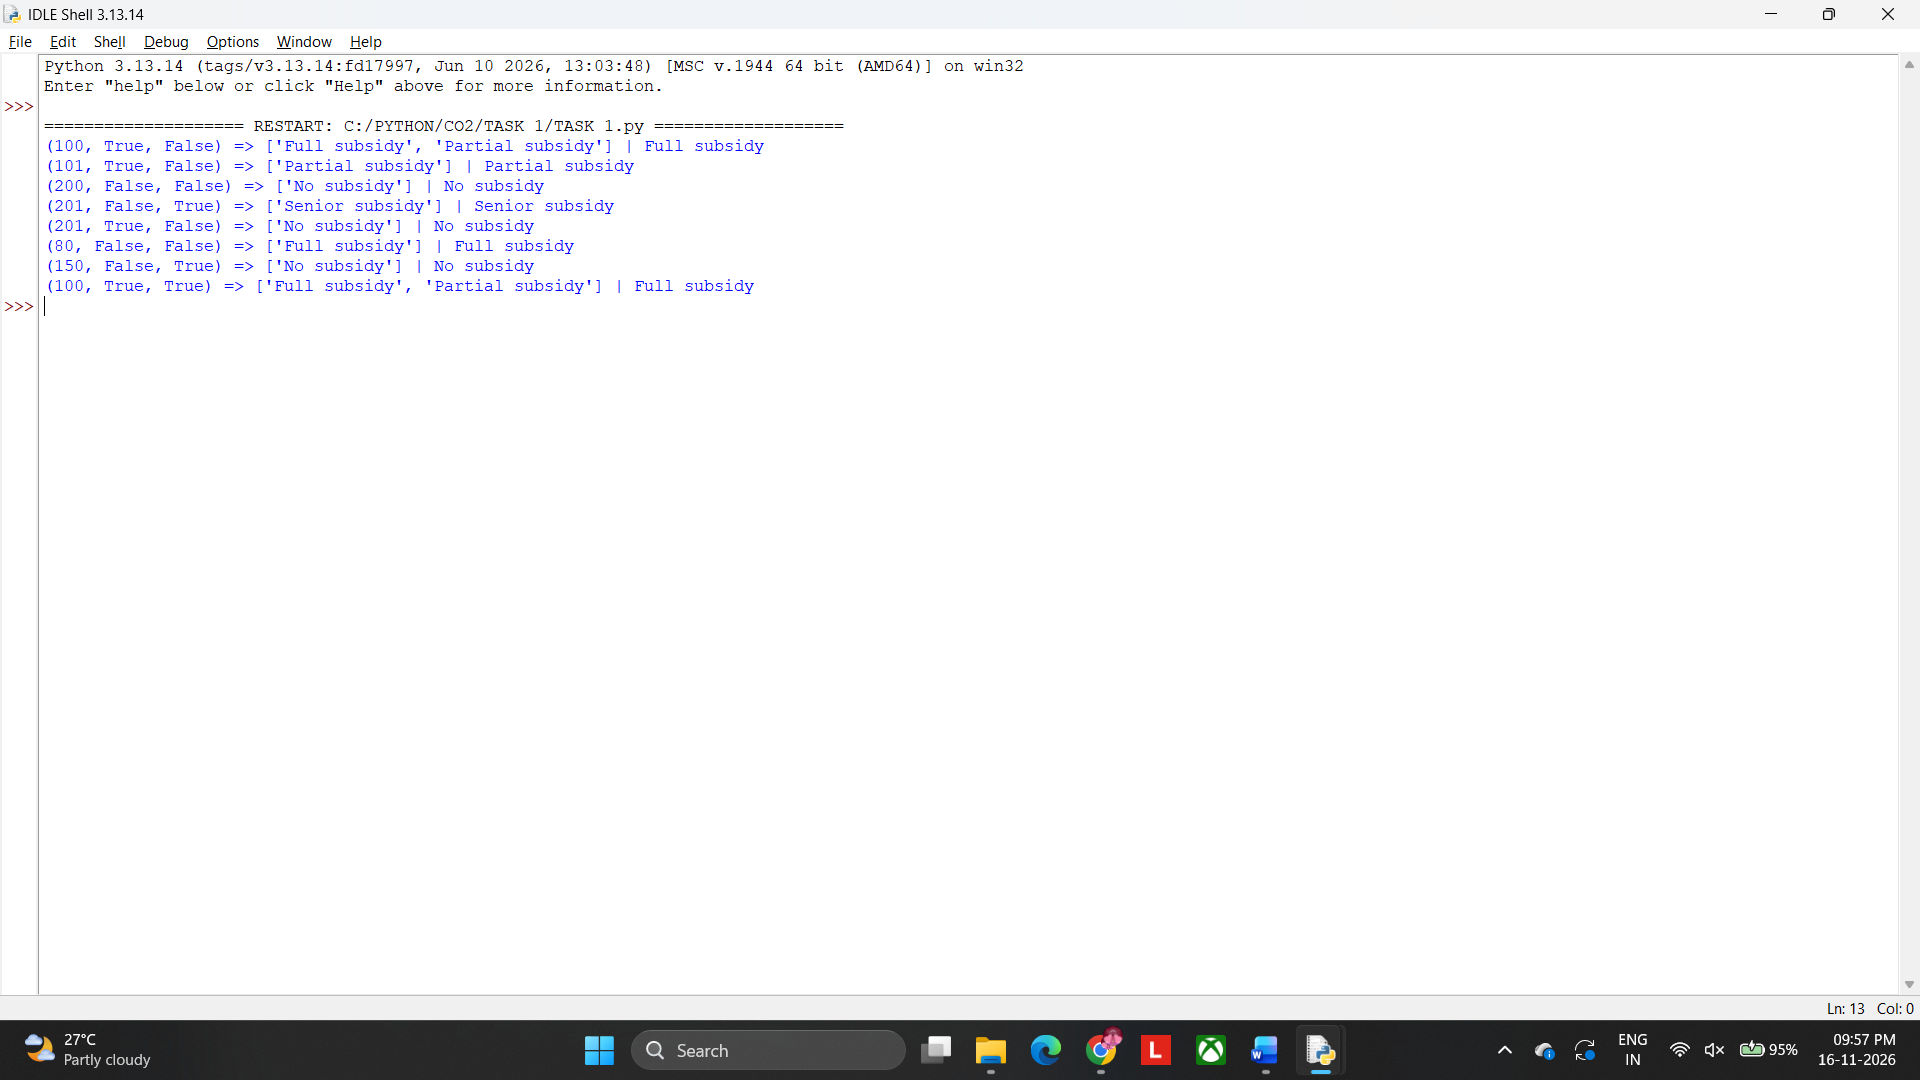 IDLE Shell 3.13.14
File Edit Shell Debug Options Window Help
Python 3.13.14 (tags/v3.13.14:fd17997, Jun 10 2026, 13:03:48) [MSC v.1944 64 bit (AMD64)] on win32
Enter "help" below or click "Help" above for more information.
>>>
==================== RESTART: C:/PYTHON/CO2/TASK 1/TASK 1.py ===================
(100, True, False) => ['Full subsidy', 'Partial subsidy'] | Full subsidy
(101, True, False) => ['Partial subsidy'] | Partial subsidy
(200, False, False) => ['No subsidy'] | No subsidy
(201, False, True) => ['Senior subsidy'] | Senior subsidy
(201, True, False) => ['No subsidy'] | No subsidy
(80, False, False) => ['Full subsidy'] | Full subsidy
(150, False, True) => ['No subsidy'] | No subsidy
(100, True, True) => ['Full subsidy', 'Partial subsidy'] | Full subsidy
>>>
Ln: 13 Col: 0
27°C
Partly cloudy
Search
L
W
ENG
IN
95%
09:57 PM
16-11-2026